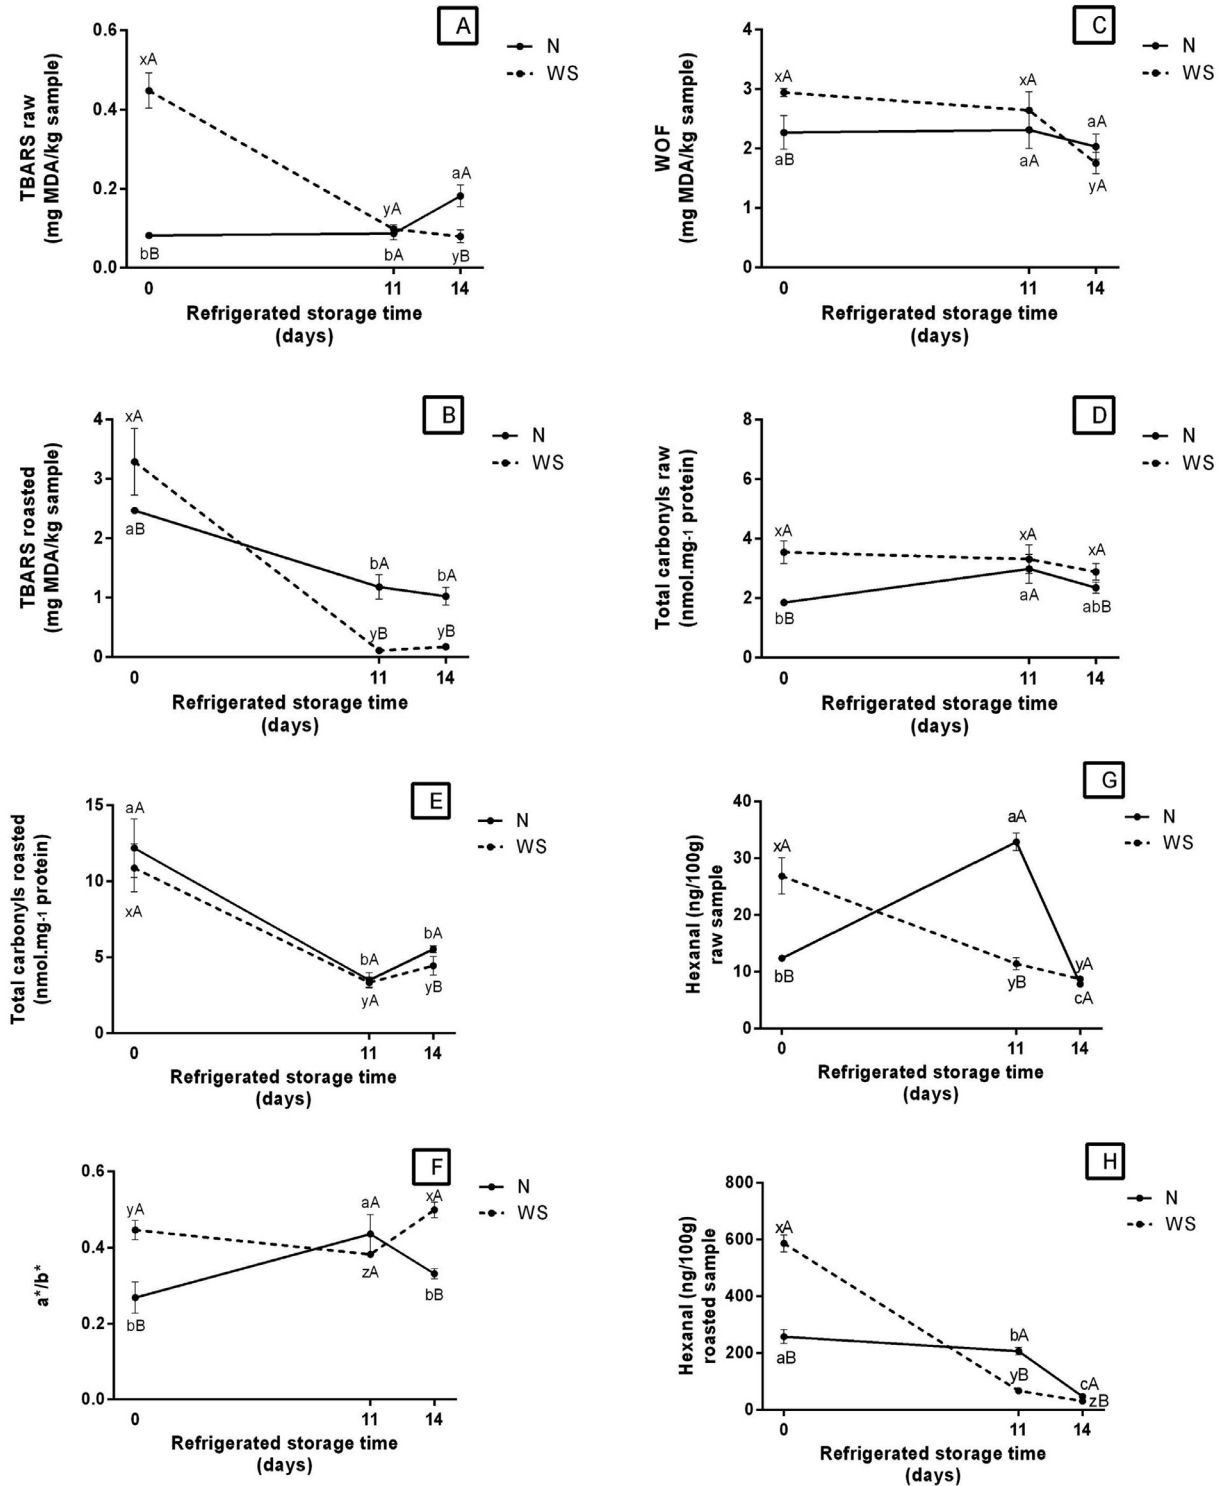 A
0.6
0.4
0.2
0.0
TBARS raw
(mg MDA/kg sample)
xA
bB
yA
bA
aA
yB
N
WS
0
11
14
Refrigerated storage time
(days)
C
4
3
2
1
0
WOF
(mg MDA/kg sample)
xA
aB
xA
aA
aA
yA
N
WS
0
11
14
Refrigerated storage time
(days)
B
4
3
2
1
0
TBARS roasted
(mg MDA/kg sample)
xA
aB
bA
yB
bA
yB
N
WS
0
11
14
Refrigerated storage time
(days)
D
8
6
4
2
0
Total carbonyls raw
(nmol.mg-1 protein)
xA
bB
xA
aA
xA
abB
N
WS
0
11
14
Refrigerated storage time
(days)
E
15
10
5
0
Total carbonyls roasted
(nmol.mg-1 protein)
aA
xA
bA
yA
bA
yB
N
WS
0
11
14
Refrigerated storage time
(days)
G
40
30
20
10
0
Hexanal (ng/100g)
raw sample
xA
bB
aA
yB
yA
cA
N
WS
0
11
14
Refrigerated storage time
(days)
F
0.6
0.4
0.2
0.0
a*/b*
yA
bB
aA
zA
xA
bB
N
WS
0
11
14
Refrigerated storage time
(days)
H
800
600
400
200
0
Hexanal (ng/100g)
roasted sample
xA
aB
bA
yB
cA
zB
N
WS
0
11
14
Refrigerated storage time
(days)